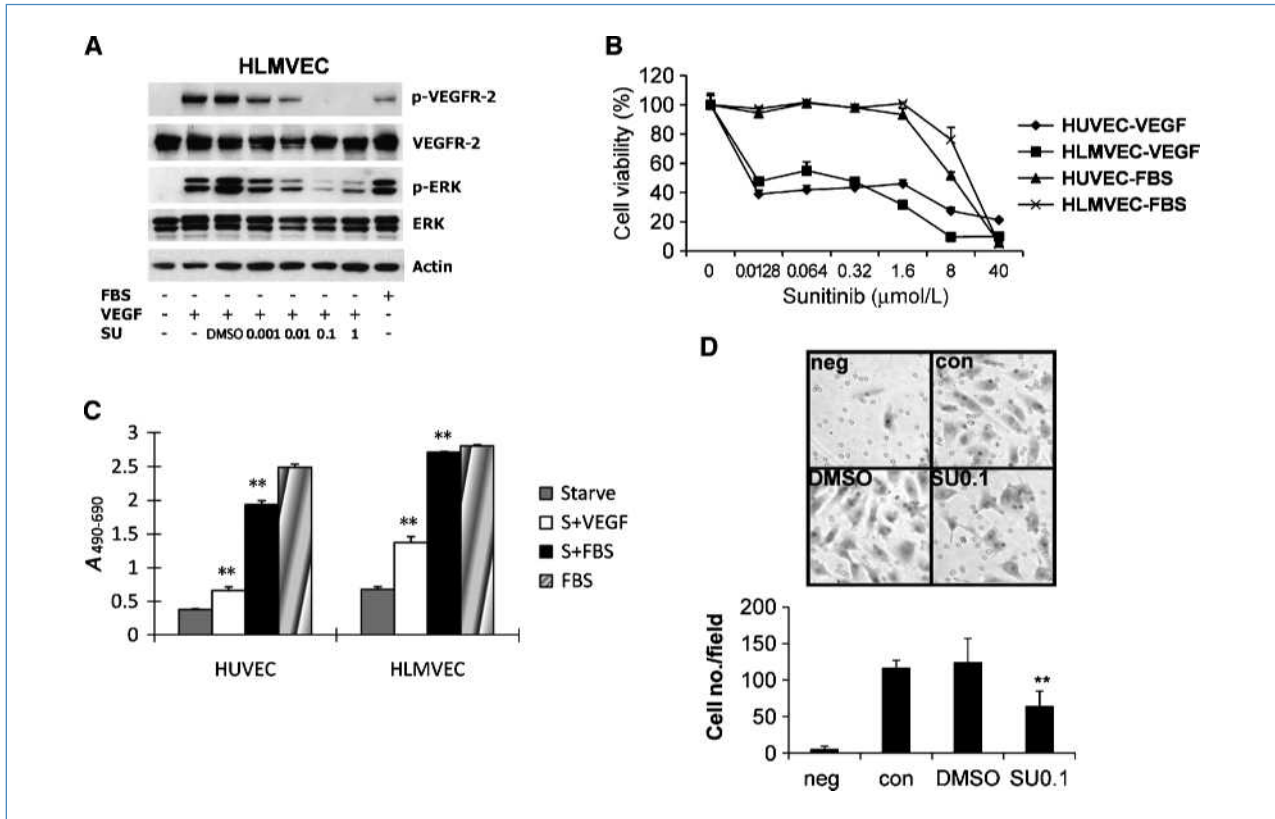 A
HLMVEC
p-VEGFR-2
VEGFR-2
p-ERK
ERK
Actin
FBS - - - - - - - +
VEGF - + + + + + + -
SU - - DMSO 0.001 0.01 0.1 1 -
B
Cell viability (%)
120
100
80
60
40
20
0
0 0.0128 0.064 0.32 1.6 8 40
Sunitinib (μmol/L)
HUVEC-VEGF
HLMVEC-VEGF
HUVEC-FBS
HLMVEC-FBS
C
A 490-690
3
2.5
2
1.5
1
0.5
0
** ** ** **
HUVEC HLMVEC
Starve
S+VEGF
S+FBS
FBS
D
neg con
DMSO SU0.1
Cell no./field
200
150
100
50
0
**
neg con DMSO SU0.1